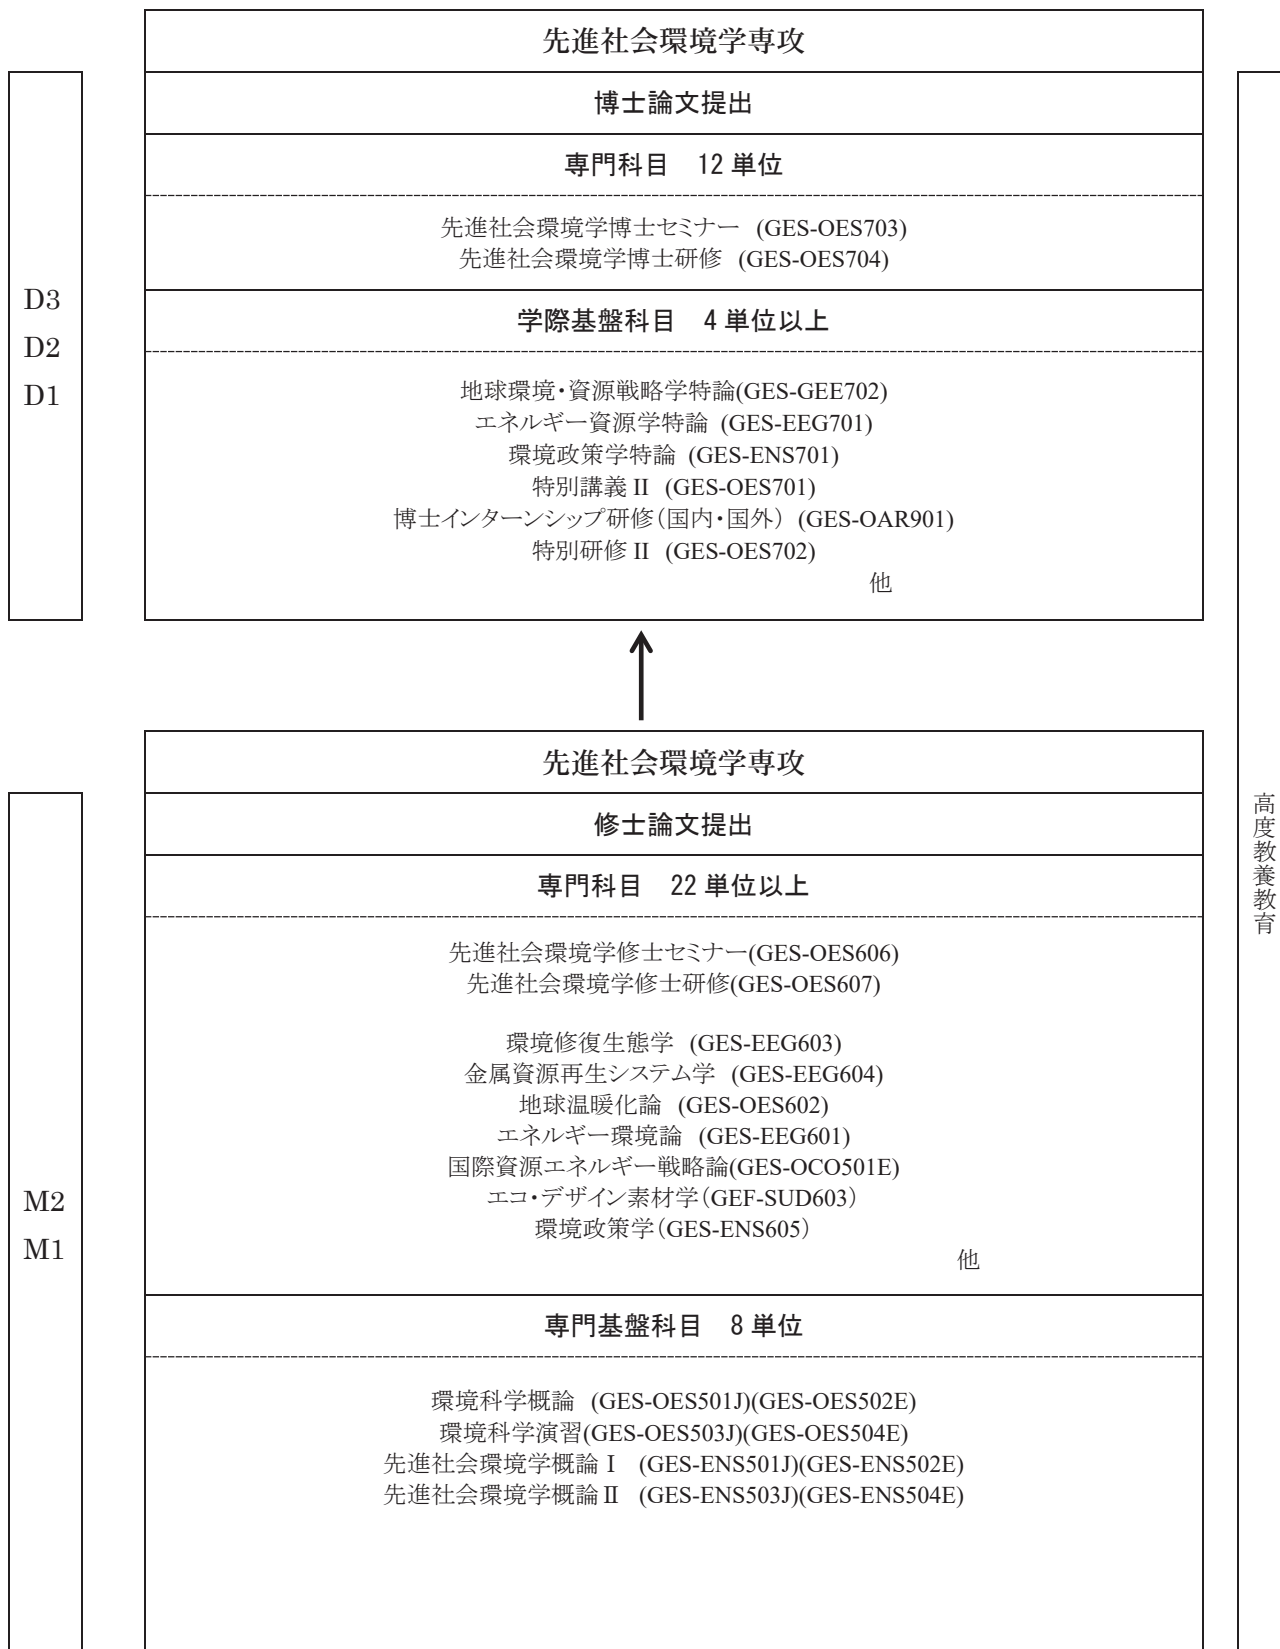 先進社会環境学専攻
博士論文提出
専門科目　12 単位
先進社会環境学博士セミナー (GES-OES703)
先進社会環境学博士研修 (GES-OES704)
D3
D2
D1
学際基盤科目　4 単位以上
地球環境・資源戦略学特論(GES-GEE702)
エネルギー資源学特論 (GES-EEG701)
環境政策学特論 (GES-ENS701)
特別講義 II (GES-OES701)
博士インターンシップ研修（国内・国外） (GES-OAR901)
特別研修 II (GES-OES702)
他
先進社会環境学専攻
修士論文提出
高度教養教育
専門科目　22 単位以上
先進社会環境学修士セミナー(GES-OES606)
先進社会環境学修士研修(GES-OES607)
環境修復生態学 (GES-EEG603)
金属資源再生システム学 (GES-EEG604)
地球温暖化論 (GES-OES602)
エネルギー環境論 (GES-EEG601)
国際資源エネルギー戦略論(GES-OCO501E)
エコ・デザイン素材学（GEF-SUD603）
環境政策学（GES-ENS605）
他
M2
M1
専門基盤科目　8 単位
環境科学概論 (GES-OES501J)(GES-OES502E)
環境科学演習(GES-OES503J)(GES-OES504E)
先進社会環境学概論Ⅰ (GES-ENS501J)(GES-ENS502E)
先進社会環境学概論Ⅱ (GES-ENS503J)(GES-ENS504E)